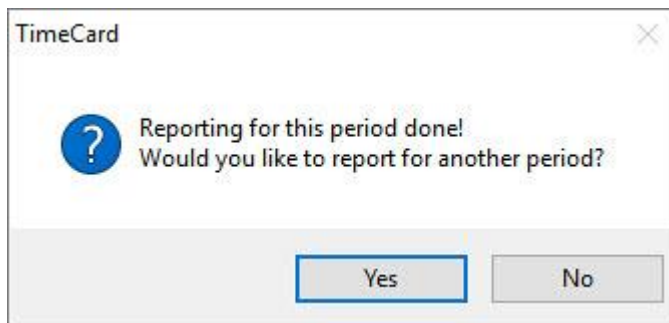 TimeCard
Reporting for this period done!
Would you like to report for another period?
Yes
No